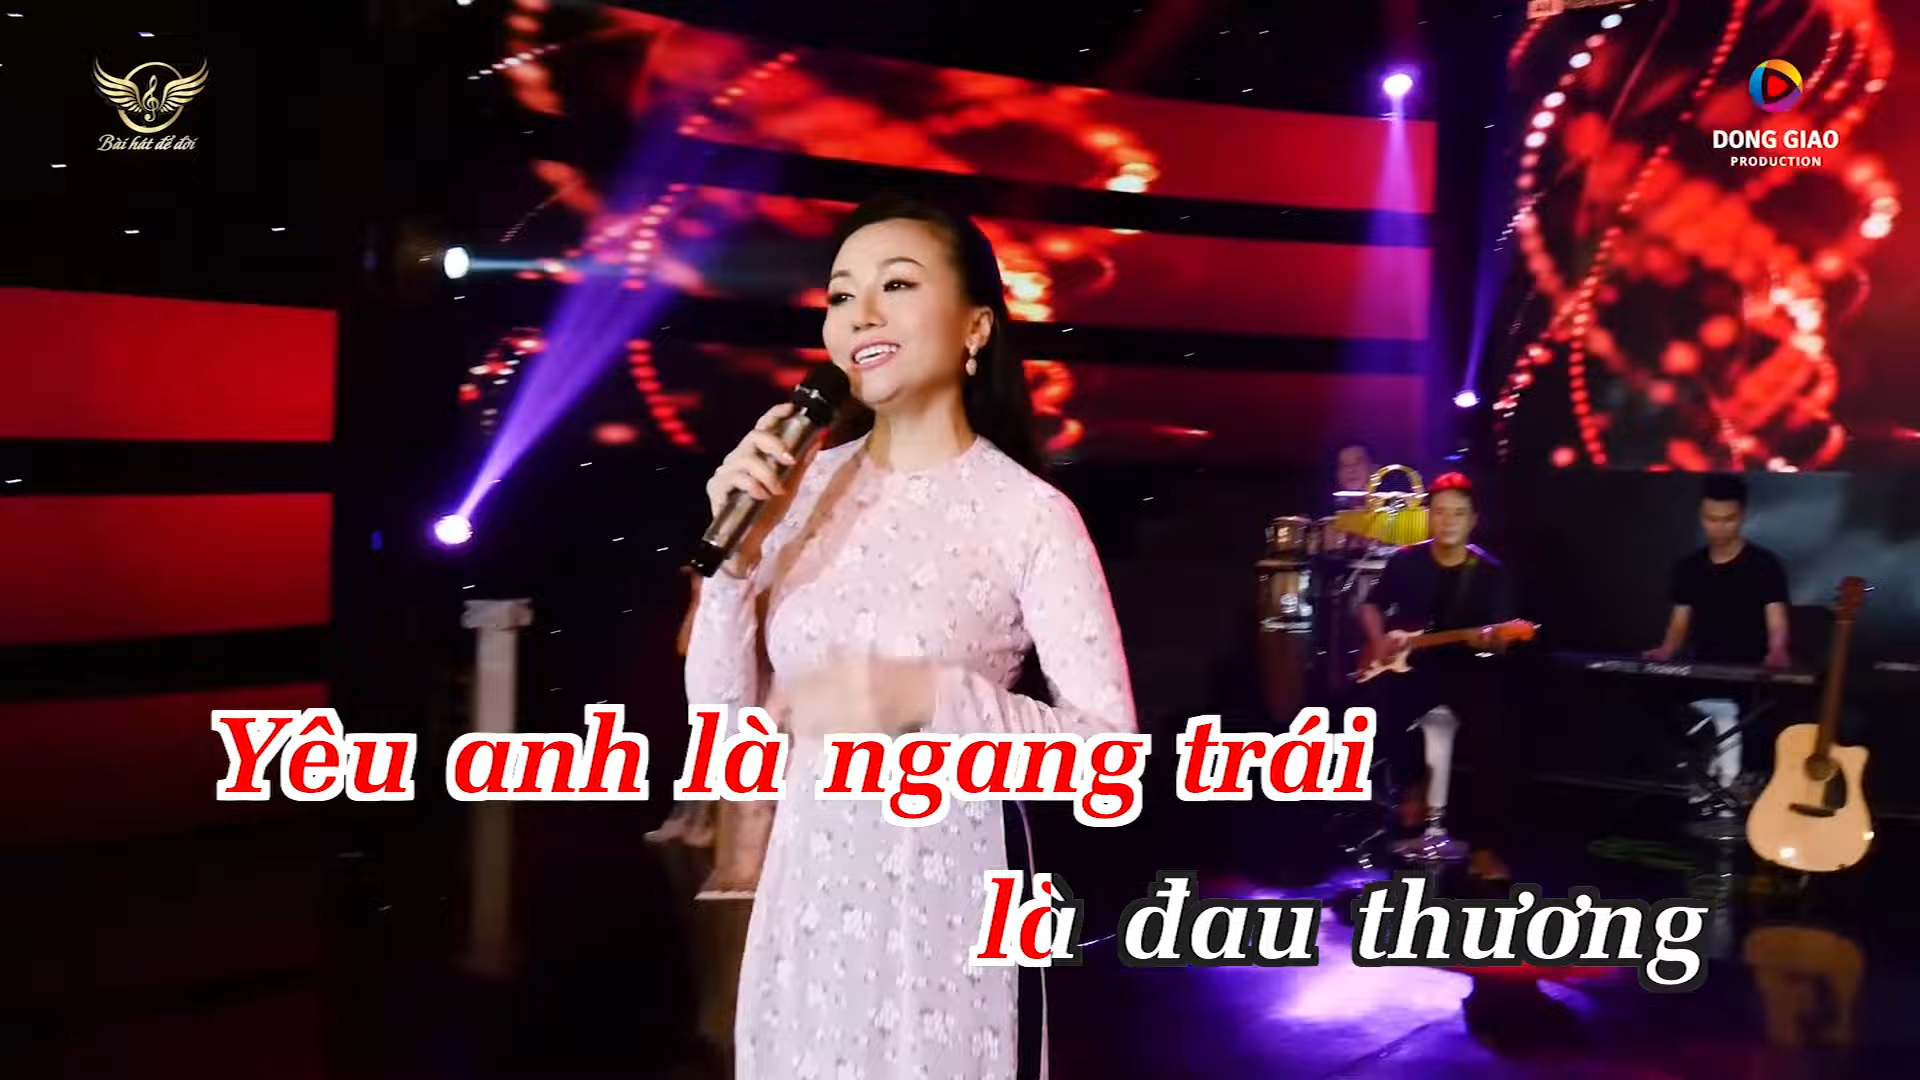 Bài hát để đời
DONG GIAO
PRODUCTION
Yêu anh là ngang trái
là đau thương